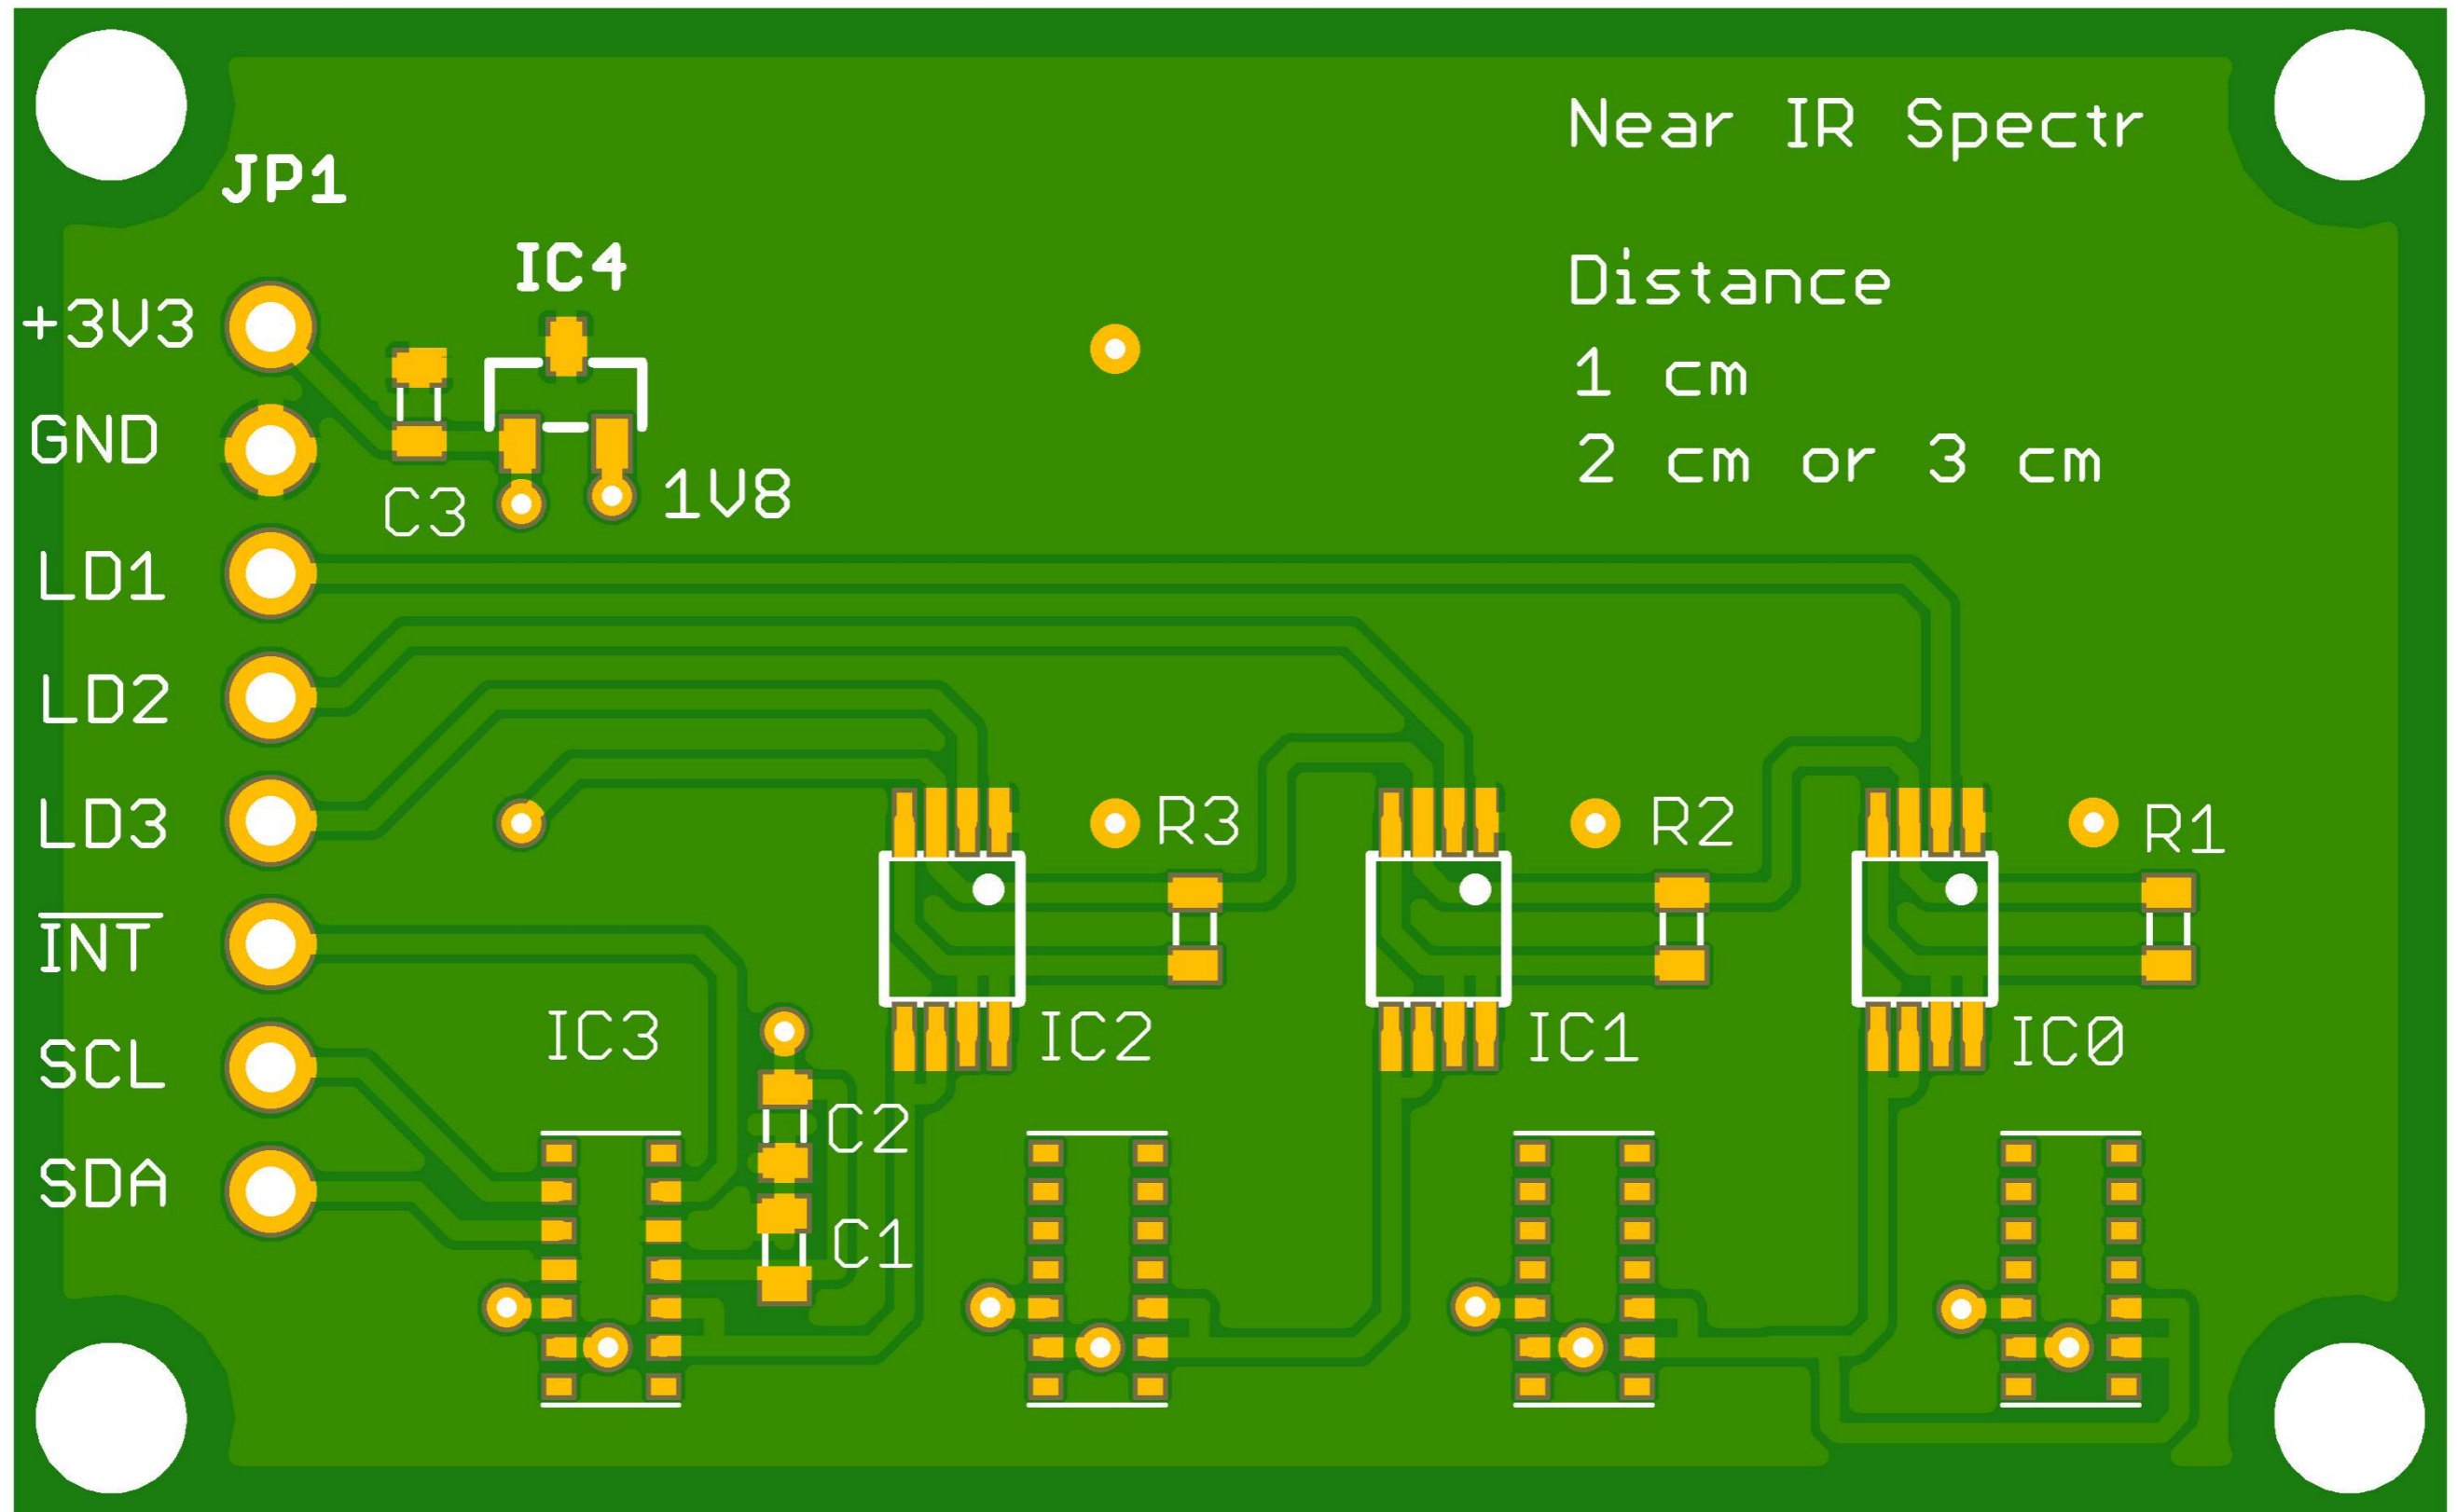 Near IR Spectr
JP1
IC4
Distance
+3V3
1 cm
GND
2 cm or 3 cm
C3
1V8
LD1
LD2
LD3
R3
R2
R1
INT
IC3
IC2
IC1
IC0
SCL
C2
SDA
C1